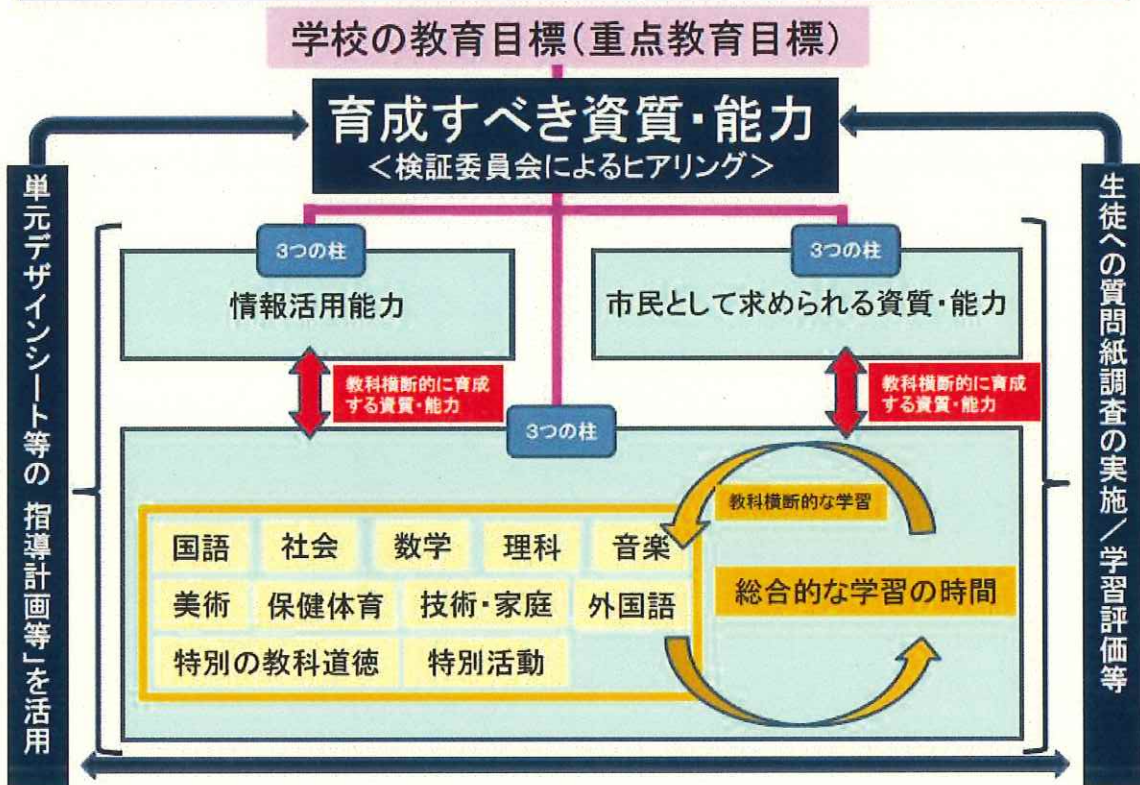 学校の教育目標(重点教育目標)
育成すべき資質・能力
<検証委員会によるヒアリング>
単元デザインシート等の 指導計画等」を活用
生徒への質問紙調査の実施/学習評価等
3つの柱
情報活用能力
3つの柱
市民として求められる資質・能力
教科横断的に育成
する資質・能力
教科横断的に育成
する資質・能力
3つの柱
国語 社会 数学 理科 音楽
美術 保健体育 技術・家庭 外国語
特別の教科道徳 特別活動
教科横断的な学習
総合的な学習の時間